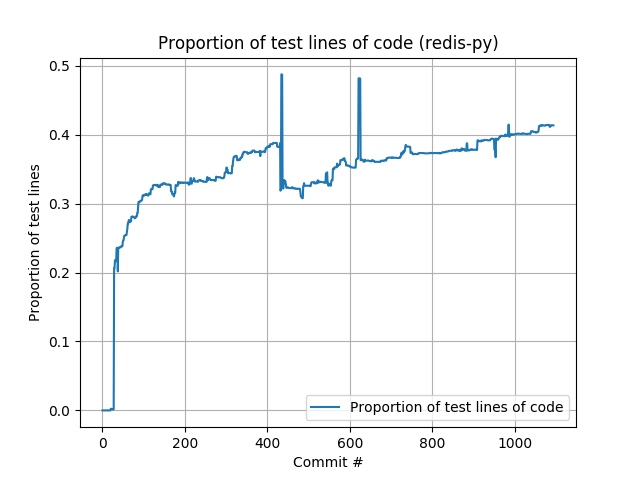 Proportion of test lines of code (redis-py)
0.5
0.4
0.3
0.2
0.1
0.0
Proportion of test lines
Proportion of test lines of code
0 200 400 600 800 1000
Commit #